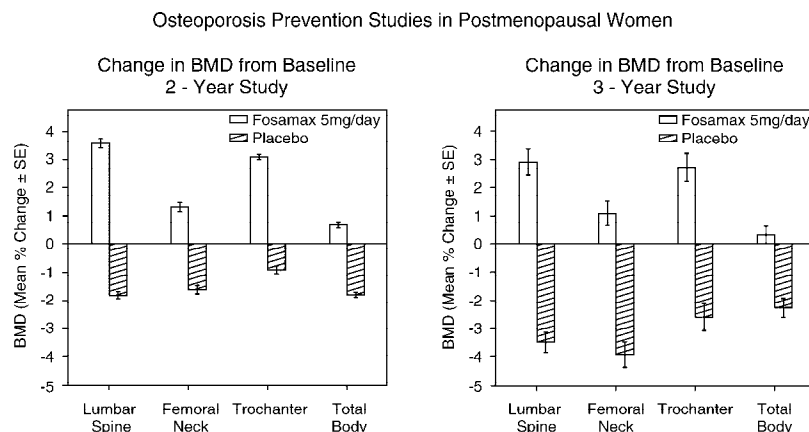 Osteoporosis Prevention Studies in Postmenopausal Women
Change in BMD from Baseline
2 - Year Study
Fosamax 5mg/day
Placebo
BMD (Mean % Change ± SE)
4
3
2
1
0
-1
-2
-3
-4
-5
Lumbar Spine
Femoral Neck
Trochanter
Total Body
Change in BMD from Baseline
3 - Year Study
Fosamax 5mg/day
Placebo
BMD (Mean % Change ± SE)
4
3
2
1
0
-1
-2
-3
-4
-5
Lumbar Spine
Femoral Neck
Trochanter
Total Body